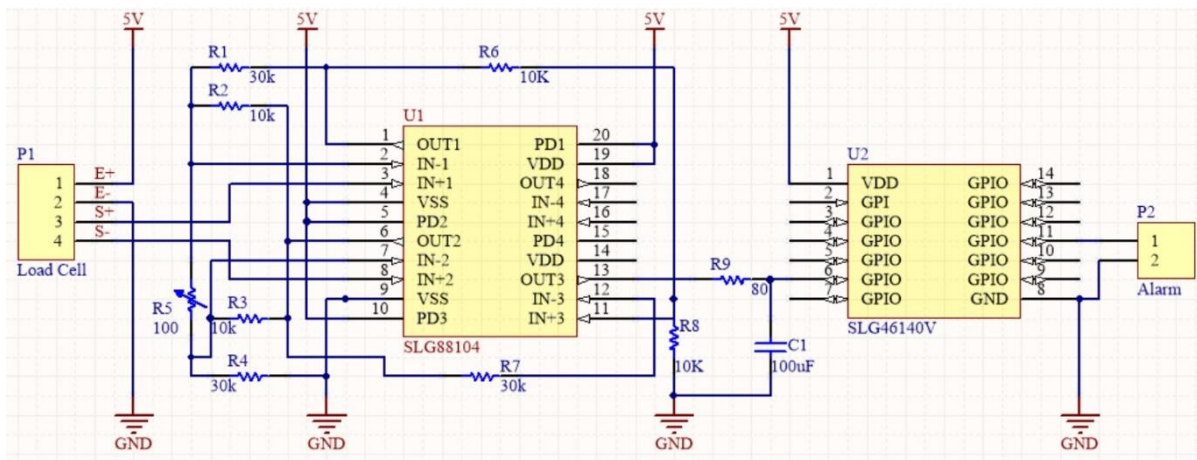 5V
5V
5V
5V
R1
30k
R6
10K
R2
10k
P1
E+
1
E-
2
S+
3
S-
4
Load Cell
U1
1 OUT1 PD1 20
2 IN-1 VDD 19
3 IN+1 OUT4 18
4 VSS IN-4 17
5 PD2 IN+4 16
6 OUT2 PD4 15
7 IN-2 VDD 14
8 IN+2 OUT3 13
9 VSS IN-3 12
10 PD3 IN+3 11
SLG88104
R5
100
R3
10k
R4
30k
R7
30k
R8
10K
R9
80
C1
100uF
U2
1 VDD GPIO 14
2 GPI GPIO 13
3 GPIO GPIO 12
4 GPIO GPIO 11
5 GPIO GPIO 10
6 GPIO GPIO 9
7 GPIO GND 8
SLG46140V
P2
1
2
Alarm
GND
GND
GND
GND